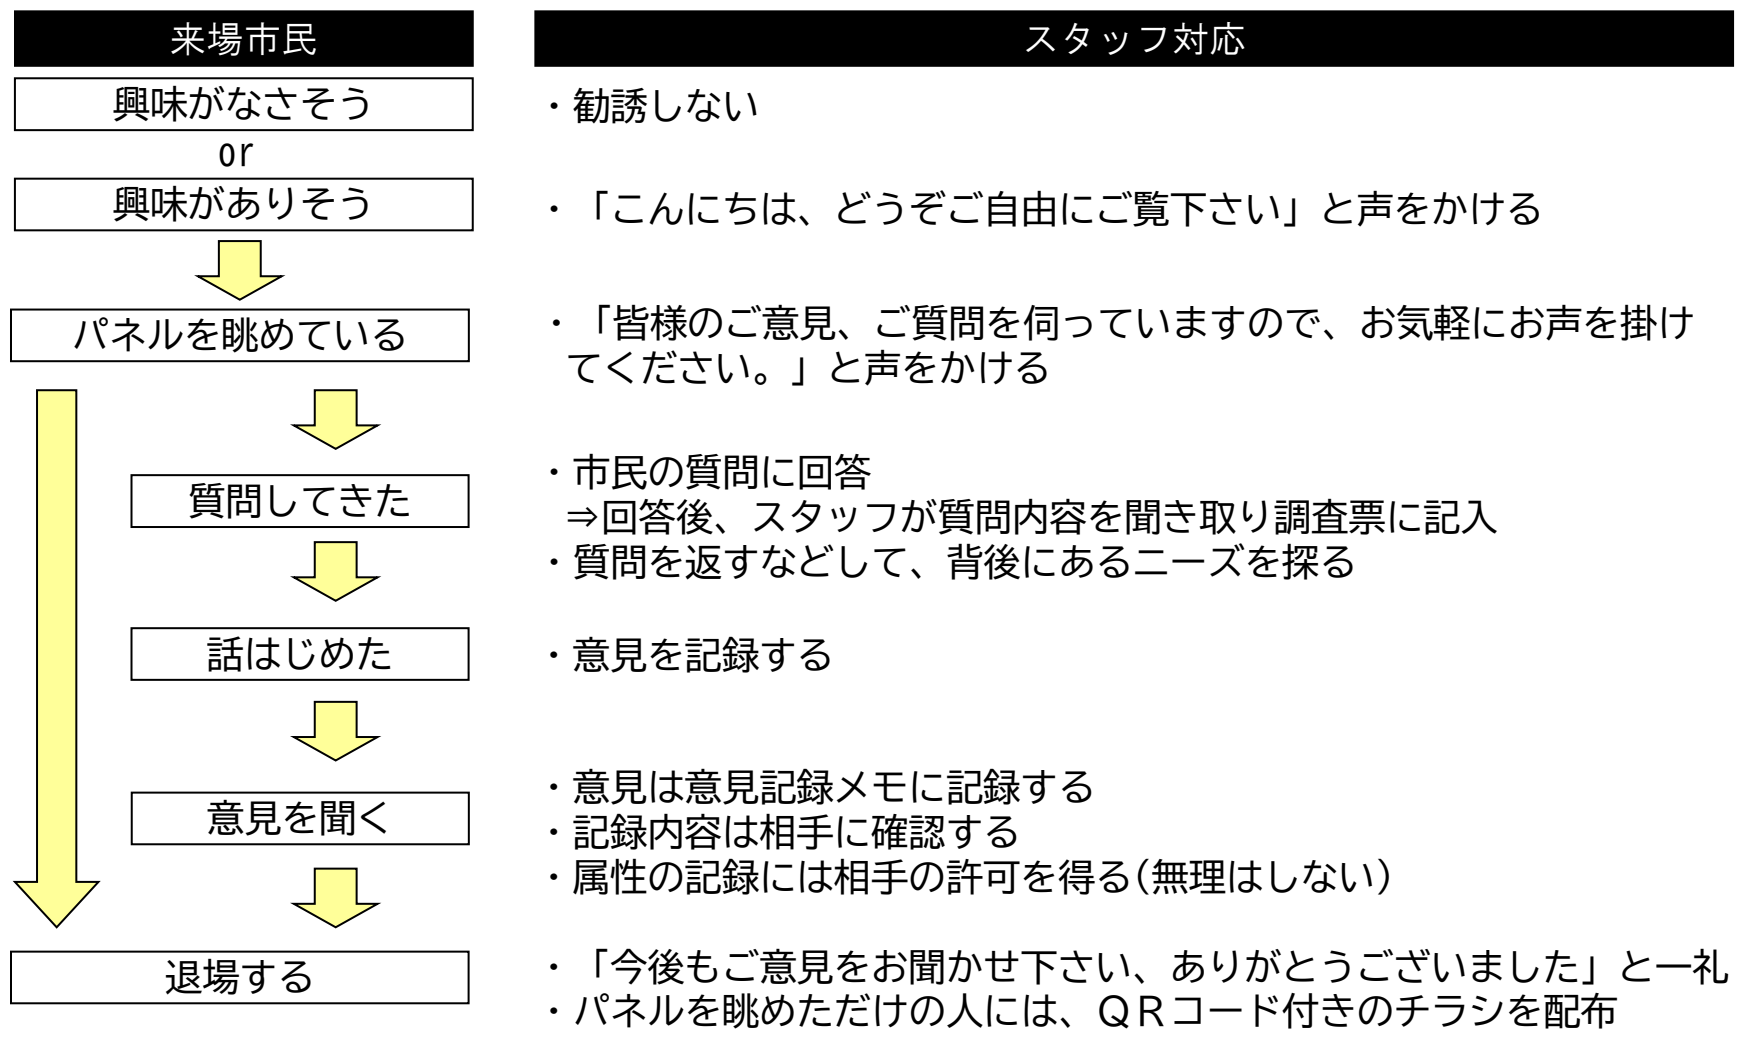 来場市民
スタッフ対応
興味がなさそう
・勧誘しない
or
興味がありそう
・「こんにちは、どうぞご自由にご覧下さい」と声をかける
パネルを眺めている
・「皆様のご意見、ご質問を伺っていますので、お気軽にお声を掛け
てください。」と声をかける
質問してきた
・市民の質問に回答
⇒回答後、スタッフが質問内容を聞き取り調査票に記入
・質問を返すなどして、背後にあるニーズを探る
話はじめた
・意見を記録する
意見を聞く
・意見は意見記録メモに記録する
・記録内容は相手に確認する
・属性の記録には相手の許可を得る(無理はしない)
退場する
・「今後もご意見をお聞かせ下さい、ありがとうございました」と一礼
・パネルを眺めただけの人には、ＱＲコード付きのチラシを配布